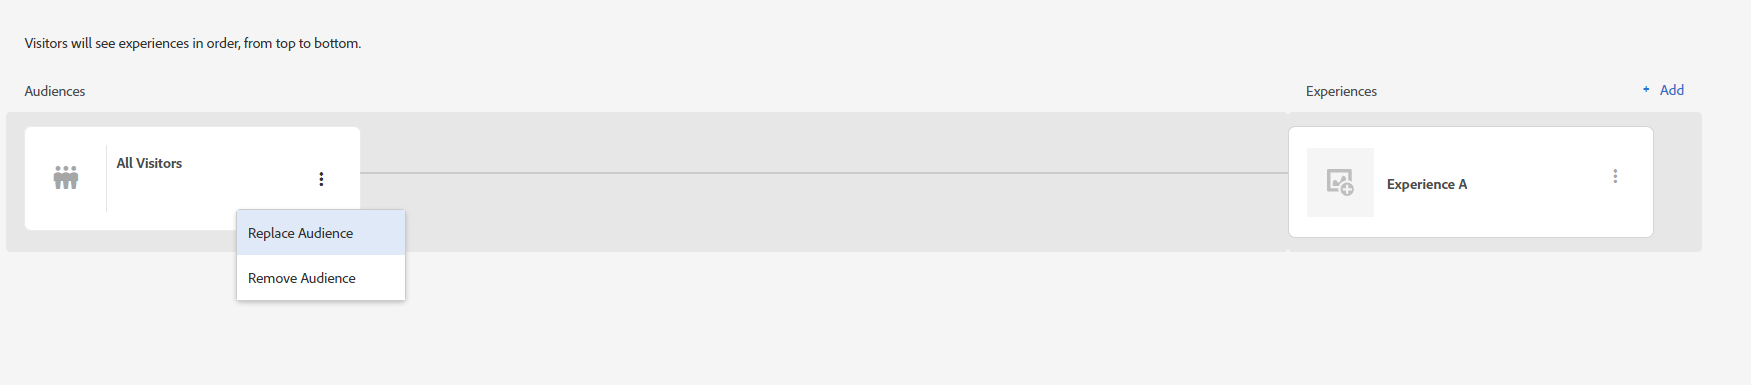 Visitors will see experiences in order, from top to bottom.
Audiences
Experiences
+ Add
All Visitors
Experience A
Replace Audience
Remove Audience